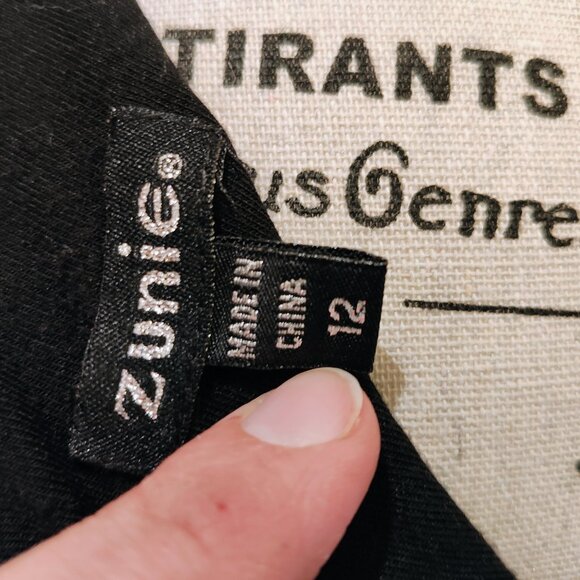 TIRANTS
us Genre
zunie®
MADE IN
CHINA
12